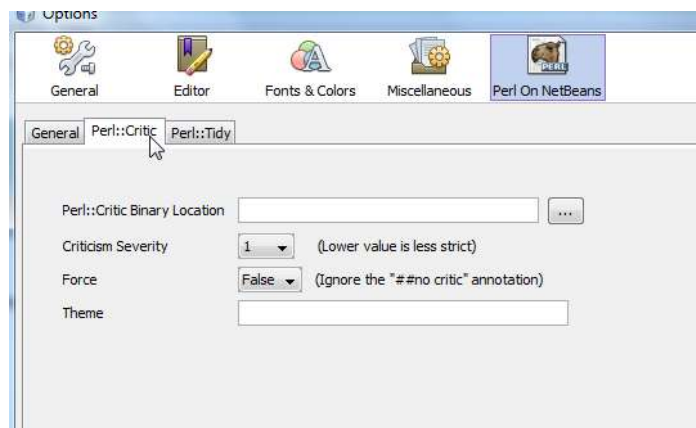 Options
General Editor Fonts & Colors Miscellaneous Perl On NetBeans
General Perl::Critic Perl::Tidy
Perl::Critic Binary Location ...
Criticism Severity 1 (Lower value is less strict)
Force False (Ignore the "##no critic" annotation)
Theme